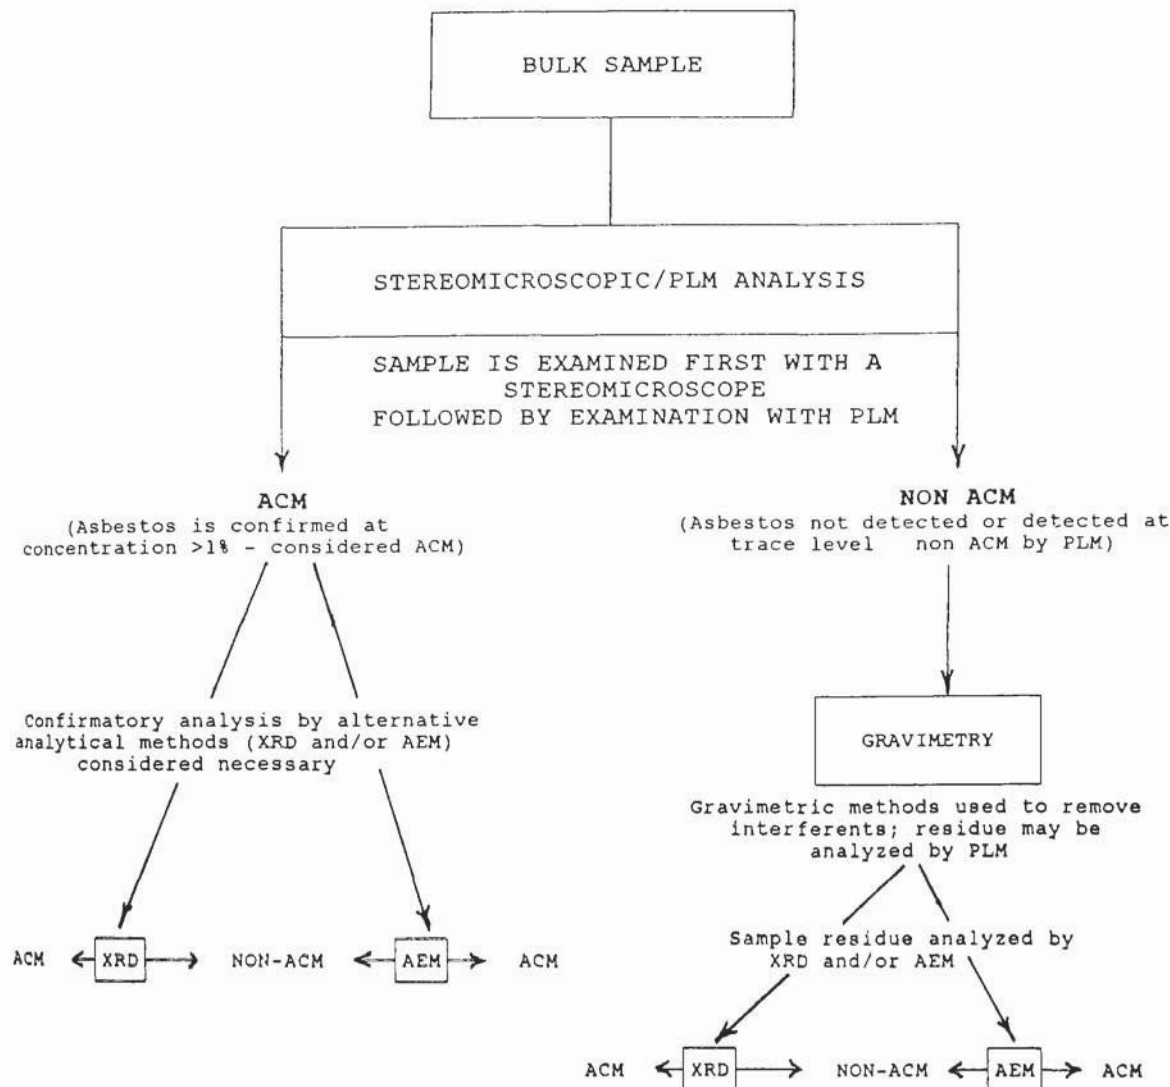 BULK SAMPLE
STEREOMICROSCOPIC/PLM ANALYSIS
SAMPLE IS EXAMINED FIRST WITH A
STEREOMICROSCOPE
FOLLOWED BY EXAMINATION WITH PLM
ACM
(Asbestos is confirmed at
concentration >1% - considered ACM)
NON ACM
(Asbestos not detected or detected at
trace level non ACM by PLM)
Confirmatory analysis by alternative
analytical methods (XRD and/or AEM)
considered necessary
GRAVIMETRY
Gravimetric methods used to remove
interferents; residue may be
analyzed by PLM
ACM XRD NON-ACM AEM ACM
Sample residue analyzed by
XRD and/or AEM
ACM XRD NON-ACM AEM ACM